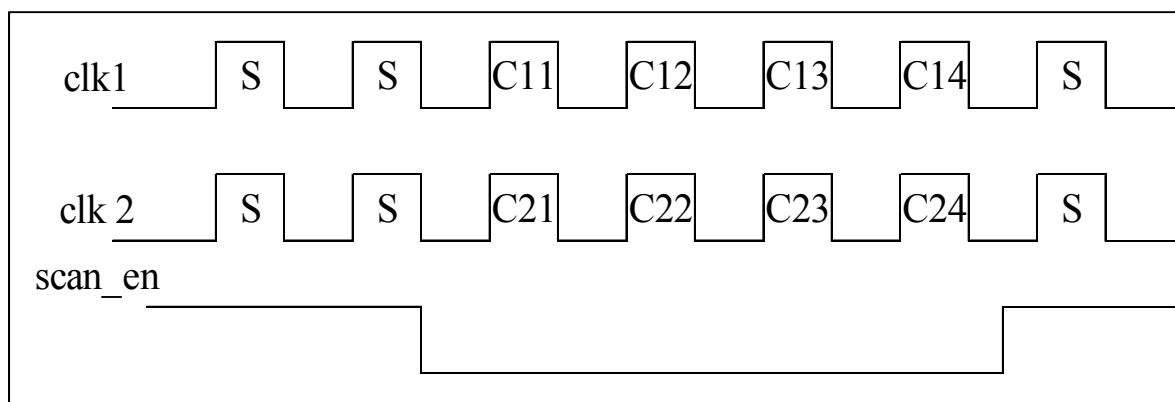 clk1 S S C11 C12 C13 C14 S
clk 2 S S C21 C22 C23 C24 S
scan_en